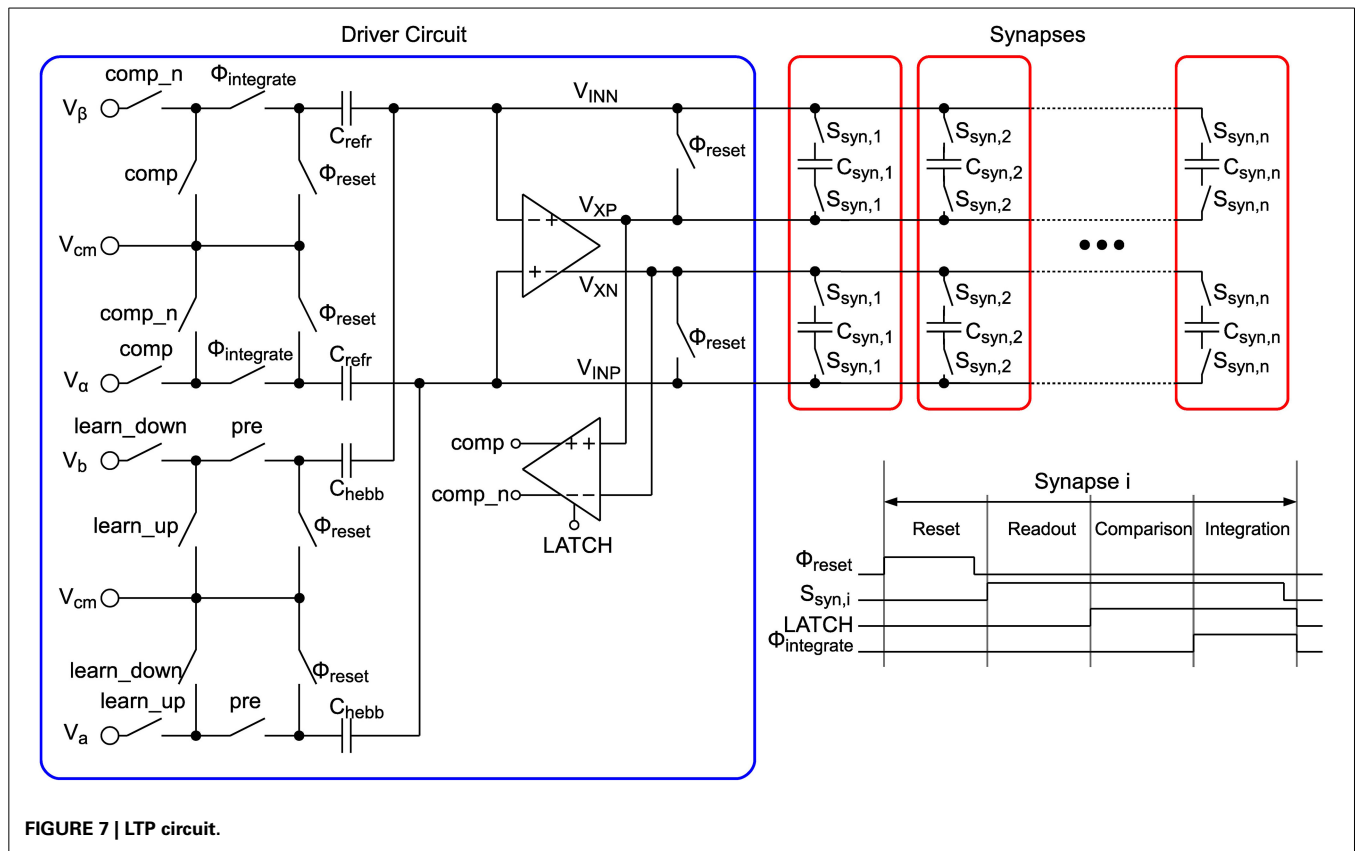 Driver Circuit
Synapses
comp_n
Φintegrate
Vβ
Crefr
VINN
comp
Φreset
Φreset
Ssyn,1
Csyn,1
Ssyn,1
Ssyn,2
Csyn,2
Ssyn,2
Ssyn,n
Csyn,n
Ssyn,n
VXP
− +
Vcm
+ −
VXN
comp_n
Φreset
comp
Φintegrate
Crefr
Vα
Φreset
VINP
Ssyn,1
Csyn,1
Ssyn,1
Ssyn,2
Csyn,2
Ssyn,2
Ssyn,n
Csyn,n
Ssyn,n
learn_down
pre
Vb
Chebb
comp
+ +
comp_n
− −
LATCH
learn_up
Φreset
Vcm
learn_down
Φreset
learn_up
pre
Chebb
Va
Synapse i
Reset
Readout
Comparison
Integration
Φreset
Ssyn,i
LATCH
Φintegrate
FIGURE 7 | LTP circuit.